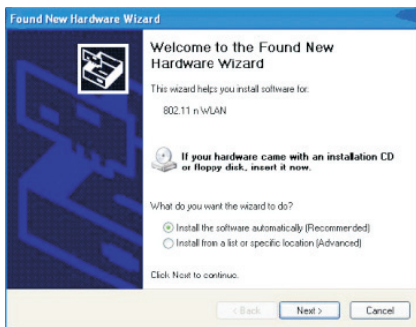 Found New Hardware Wizard
Welcome to the Found New
Hardware Wizard
This wizard helps you install software for:
802.11 n WLAN
If your hardware came with an installation CD
or floppy disk, insert it now.
What do you want the wizard to do?
Install the software automatically (Recommended)
Install from a list or specific location (Advanced)
Click Next to continue.
< Back
Next >
Cancel